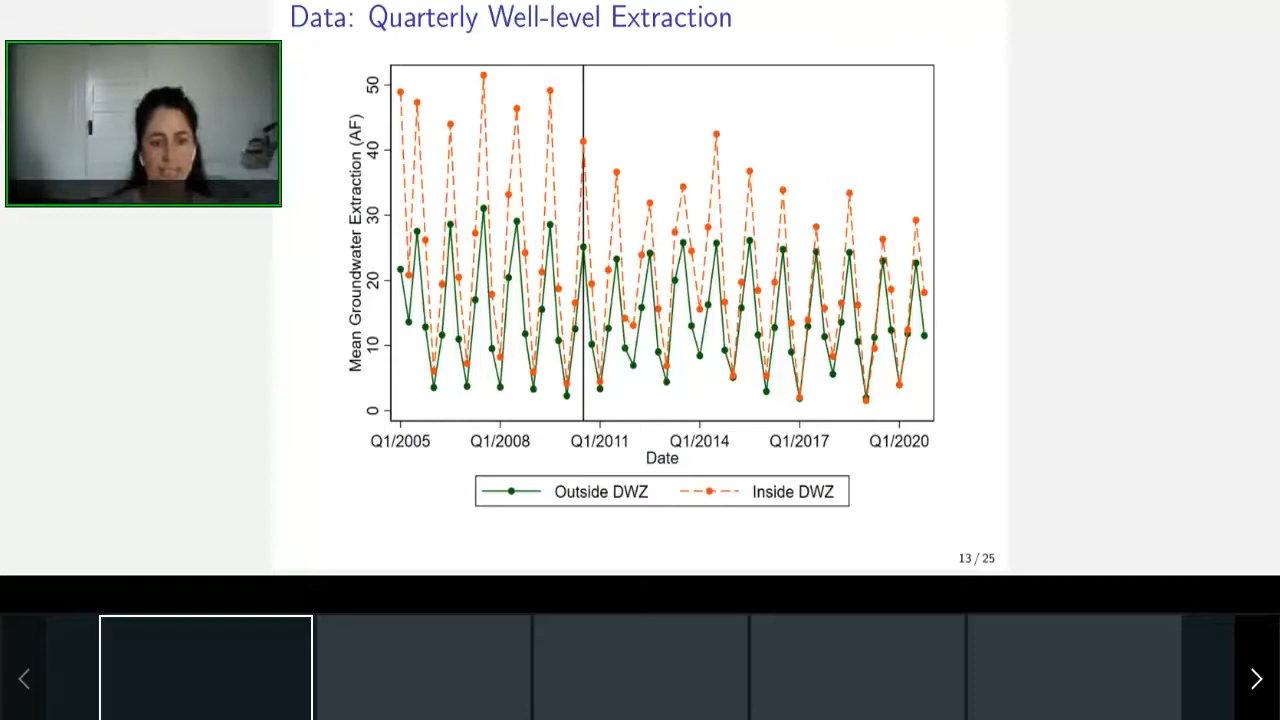 Data: Quarterly Well-level Extraction
Mean Groundwater Extraction (AF)
50
40
30
20
10
0
Q1/2005 Q1/2008 Q1/2011 Q1/2014 Q1/2017 Q1/2020
Date
Outside DWZ Inside DWZ
13 / 25